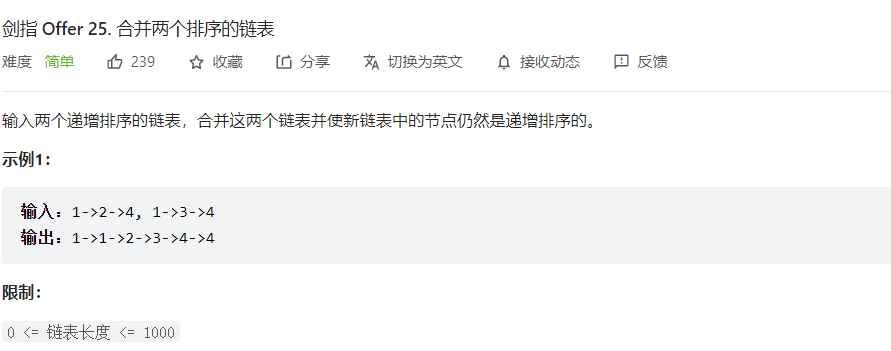 剑指 Offer 25. 合并两个排序的链表
难度 简单 239 收藏 分享 切换为英文 接收动态 反馈
输入两个递增排序的链表，合并这两个链表并使新链表中的节点仍然是递增排序的。
示例1：
输入：1->2->4, 1->3->4
输出：1->1->2->3->4->4
限制：
0 <= 链表长度 <= 1000